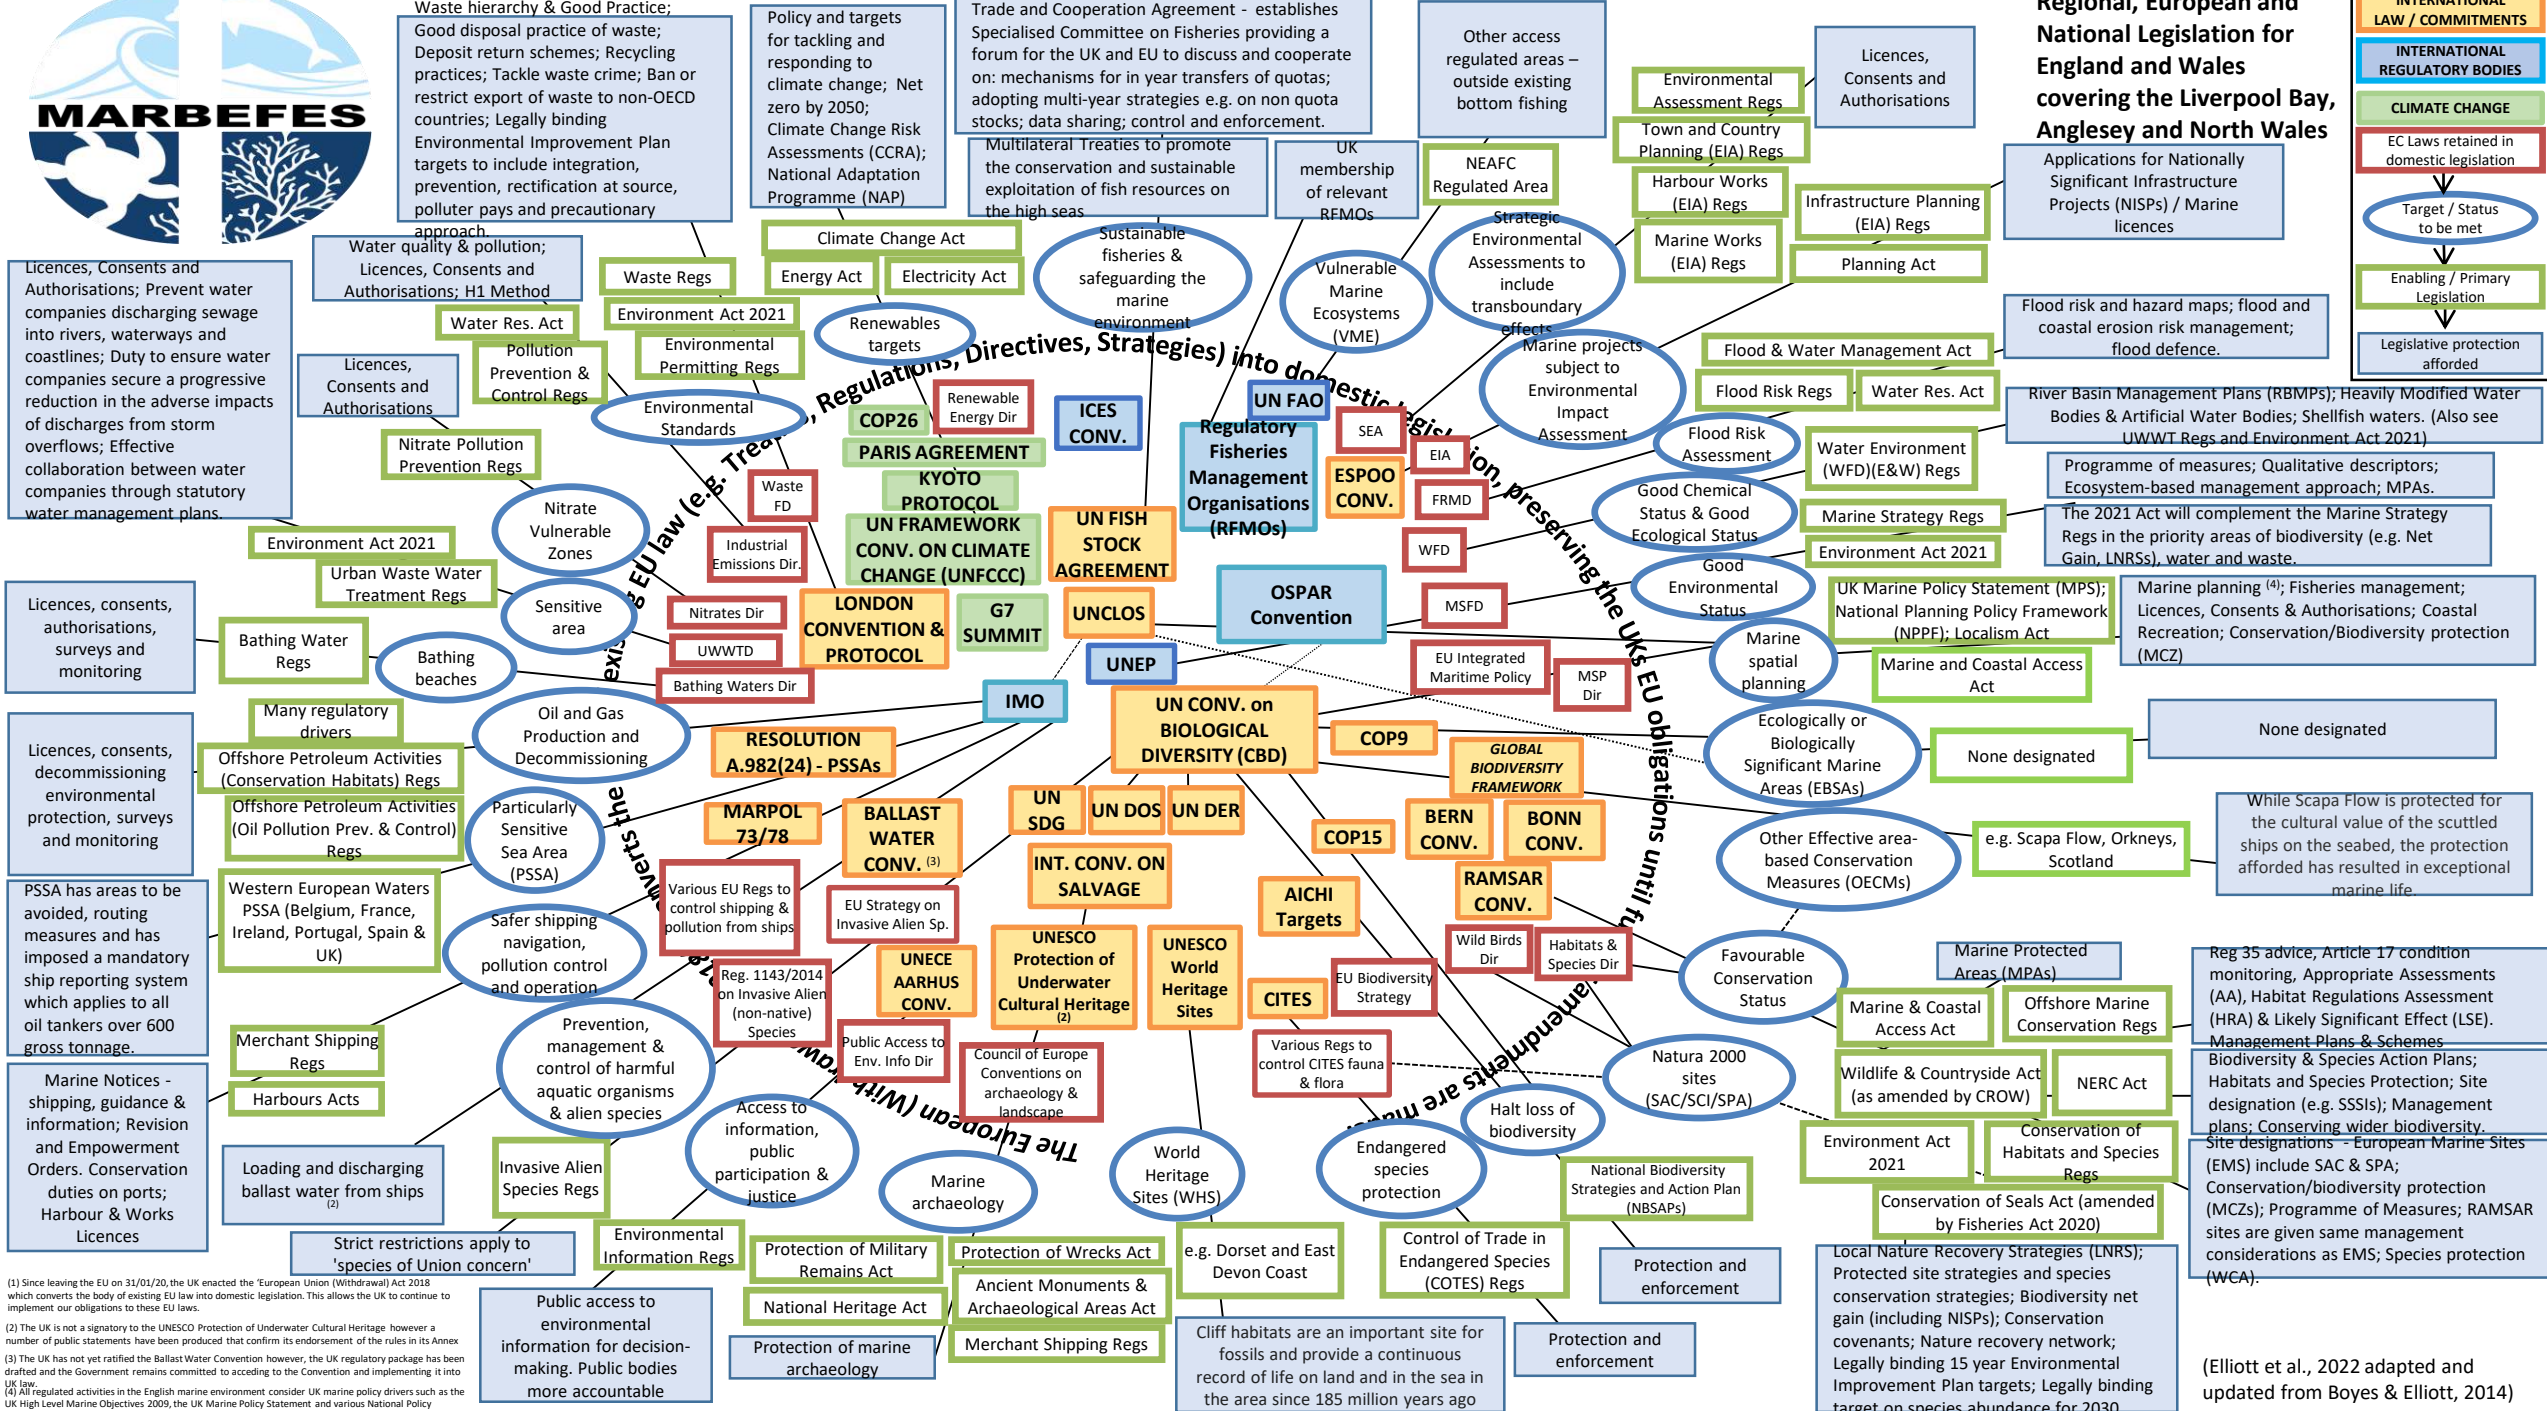 MARBEFES
Waste hierarchy & Good Practice;
Good disposal practice of waste;
Deposit return schemes; Recycling
practices; Tackle waste crime; Ban or
restrict export of waste to non-OECD
countries; Legally binding
Environmental Improvement Plan
targets to include integration,
prevention, rectification at source,
polluter pays and precautionary
approach.
Policy and targets
for tackling and
responding to
climate change; Net
zero by 2050;
Climate Change Risk
Assessments (CCRA);
National Adaptation
Programme (NAP)
Trade and Cooperation Agreement - establishes
Specialised Committee on Fisheries providing a
forum for the UK and EU to discuss and cooperate
on: mechanisms for in year transfers of quotas;
adopting multi-year strategies e.g. on non quota
stocks; data sharing; control and enforcement.
Multilateral Treaties to promote
the conservation and sustainable
exploitation of fish resources on
the high seas
UK
membership
of relevant
RFMOs
Other access
regulated areas –
outside existing
bottom fishing
NEAFC
Regulated Area
Environmental
Assessment Regs
Town and Country
Planning (EIA) Regs
Harbour Works
(EIA) Regs
Marine Works
(EIA) Regs
Licences,
Consents and
Authorisations
Infrastructure Planning
(EIA) Regs
Planning Act
Regional, European and
National Legislation for
England and Wales
covering the Liverpool Bay,
Anglesey and North Wales
Applications for Nationally
Significant Infrastructure
Projects (NISPs) / Marine
licences
INTERNATIONAL
LAW / COMMITMENTS
INTERNATIONAL
REGULATORY BODIES
CLIMATE CHANGE
EC Laws retained in
domestic legislation
Target / Status
to be met
Enabling / Primary
Legislation
Legislative protection
afforded
Water quality & pollution;
Licences, Consents and
Authorisations; H1 Method
Licences, Consents and
Authorisations; Prevent water
companies discharging sewage
into rivers, waterways and
coastlines; Duty to ensure water
companies secure a progressive
reduction in the adverse impacts
of discharges from storm
overflows; Effective
collaboration between water
companies through statutory
water management plans.
Waste Regs
Environment Act 2021
Environmental
Permitting Regs
Water Res. Act
Pollution
Prevention &
Control Regs
Licences,
Consents and
Authorisations
Nitrate Pollution
Prevention Regs
Climate Change Act
Energy Act
Electricity Act
Renewables
targets
Sustainable
fisheries &
safeguarding the
marine
environment
Vulnerable
Marine
Ecosystems
(VME)
Strategic
Environmental
Assessments to
include
transboundary
effects
Marine projects
subject to
Environmental
Impact
Assessment
Flood risk and hazard maps; flood and
coastal erosion risk management;
flood defence.
Flood & Water Management Act
Flood Risk Regs
Water Res. Act
Flood Risk
Assessment
River Basin Management Plans (RBMPs); Heavily Modified Water
Bodies & Artificial Water Bodies; Shellfish waters. (Also see
UWWT Regs and Environment Act 2021)
Water Environment
(WFD)(E&W) Regs
Good Chemical
Status & Good
Ecological Status
Programme of measures; Qualitative descriptors;
Ecosystem-based management approach; MPAs.
Marine Strategy Regs
Environment Act 2021
The 2021 Act will complement the Marine Strategy
Regs in the priority areas of biodiversity (e.g. Net
Gain, LNRSs), water and waste.
Good
Environmental
Status
UK Marine Policy Statement (MPS);
National Planning Policy Framework
(NPPF); Localism Act
Marine planning (4); Fisheries management;
Licences, Consents & Authorisations; Coastal
Recreation; Conservation/Biodiversity protection
(MCZ)
Marine and Coastal Access
Act
Marine
spatial
planning
Environmental
Standards
Nitrate
Vulnerable
Zones
Sensitive
area
Bathing
beaches
Environment Act 2021
Urban Waste Water
Treatment Regs
Licences, consents,
authorisations,
surveys and
monitoring
Bathing Water
Regs
The European (Withdrawal
converts the
existing EU law (e.g. Treaties, Regulations, Directives, Strategies) into domestic legislation, preserving the UKs EU obligations until
amendments are made.
COP26
PARIS AGREEMENT
KYOTO
PROTOCOL
UN FRAMEWORK
CONV. ON CLIMATE
CHANGE (UNFCCC)
G7
SUMMIT
Renewable
Energy Dir
ICES
CONV.
UN FAO
Regulatory
Fisheries
Management
Organisations
(RFMOs)
SEA
EIA
ESPOO
CONV.
FRMD
WFD
MSFD
Waste
FD
Industrial
Emissions Dir.
Nitrates Dir
UWWTD
Bathing Waters Dir
LONDON
CONVENTION &
PROTOCOL
UN FISH
STOCK
AGREEMENT
UNCLOS
UNEP
OSPAR
Convention
EU Integrated
Maritime Policy
MSP
Dir
IMO
UN CONV. on
BIOLOGICAL
DIVERSITY (CBD)
COP9
GLOBAL
BIODIVERSITY
FRAMEWORK
Many regulatory
drivers
Licences, consents,
decommissioning
environmental
protection, surveys
and monitoring
Offshore Petroleum Activities
(Conservation Habitats) Regs
Offshore Petroleum Activities
(Oil Pollution Prev. & Control)
Regs
Oil and Gas
Production and
Decommissioning
Particularly
Sensitive
Sea Area
(PSSA)
RESOLUTION
A.982(24) - PSSAs
MARPOL
73/78
BALLAST
WATER
CONV. (3)
UN
SDG
UN DOS
UN DER
INT. CONV. ON
SALVAGE
COP15
BERN
CONV.
BONN
CONV.
RAMSAR
CONV.
AICHI
Targets
Ecologically or
Biologically
Significant Marine
Areas (EBSAs)
None designated
None designated
Other Effective area-
based Conservation
Measures (OECMs)
e.g. Scapa Flow, Orkneys,
Scotland
While Scapa Flow is protected for
the cultural value of the scuttled
ships on the seabed, the protection
afforded has resulted in exceptional
marine life.
PSSA has areas to be
avoided, routing
measures and has
imposed a mandatory
ship reporting system
which applies to all
oil tankers over 600
gross tonnage.
Western European Waters
PSSA (Belgium, France,
Ireland, Portugal, Spain &
UK)
Safer shipping
navigation,
pollution control
and operation
Various EU Regs to
control shipping &
pollution from ships
EU Strategy on
Invasive Alien Sp.
Reg. 1143/2014
on Invasive Alien
(non-native)
Species
UNECE
AARHUS
CONV.
Public Access to
Env. Info Dir
UNESCO
Protection of
Underwater
Cultural Heritage
(2)
UNESCO
World
Heritage
Sites
CITES
Council of Europe
Conventions on
archaeology &
landscape
Various Regs to
control CITES fauna
& flora
EU Biodiversity
Strategy
Wild Birds
Dir
Habitats &
Species Dir
Favourable
Conservation
Status
Natura 2000
sites
(SAC/SCI/SPA)
Marine Protected
Areas (MPAs)
Marine & Coastal
Access Act
Offshore Marine
Conservation Regs
Reg 35 advice, Article 17 condition
monitoring, Appropriate Assessments
(AA), Habitat Regulations Assessment
(HRA) & Likely Significant Effect (LSE).
Management Plans & Schemes
Wildlife & Countryside Act
(as amended by CROW)
NERC Act
Biodiversity & Species Action Plans;
Habitats and Species Protection; Site
designation (e.g. SSSIs); Management
plans; Conserving wider biodiversity.
Environment Act
2021
Conservation of
Habitats and Species
Regs
Conservation of Seals Act (amended
by Fisheries Act 2020)
Site designations - European Marine Sites
(EMS) include SAC & SPA;
Conservation/biodiversity protection
(MCZs); Programme of Measures; RAMSAR
sites are given same management
considerations as EMS; Species protection
(WCA).
Local Nature Recovery Strategies (LNRS);
Protected site strategies and species
conservation strategies; Biodiversity net
gain (including NISPs); Conservation
covenants; Nature recovery network;
Legally binding 15 year Environmental
Improvement Plan targets; Legally binding
target on species abundance for 2030
Merchant Shipping
Regs
Harbours Acts
Marine Notices -
shipping, guidance &
information; Revision
and Empowerment
Orders. Conservation
duties on ports;
Harbour & Works
Licences
Prevention,
management &
control of harmful
aquatic organisms
& alien species
Loading and discharging
ballast water from ships
(2)
Invasive Alien
Species Regs
Strict restrictions apply to
'species of Union concern'
Access to
information,
public
participation &
justice
Environmental
Information Regs
Public access to
environmental
information for decision-
making. Public bodies
more accountable
Marine
archaeology
Protection of Military
Remains Act
National Heritage Act
Protection of marine
archaeology
Protection of Wrecks Act
Ancient Monuments &
Archaeological Areas Act
Merchant Shipping Regs
World
Heritage
Sites (WHS)
e.g. Dorset and East
Devon Coast
Cliff habitats are an important site for
fossils and provide a continuous
record of life on land and in the sea in
the area since 185 million years ago
Endangered
species
protection
Control of Trade in
Endangered Species
(COTES) Regs
Protection and
enforcement
Halt loss of
biodiversity
National Biodiversity
Strategies and Action Plan
(NBSAPs)
Protection and
enforcement
(1) Since leaving the EU on 31/01/20, the UK enacted the 'European Union (Withdrawal) Act 2018
which converts the body of existing EU law into domestic legislation. This allows the UK to continue to
implement our obligations to these EU laws.
(2) The UK is not a signatory to the UNESCO Protection of Underwater Cultural Heritage however a
number of public statements have been produced that confirm its endorsement of the rules in its Annex
(3) The UK has not yet ratified the Ballast Water Convention however, the UK regulatory package has been
drafted and the Government remains committed to acceding to the Convention and implementing it into
UK law.
(4) All regulated activities in the English marine environment consider UK marine policy drivers such as the
UK High Level Marine Objectives 2009, the UK Marine Policy Statement and various National Policy
(Elliott et al., 2022 adapted and
updated from Boyes & Elliott, 2014)